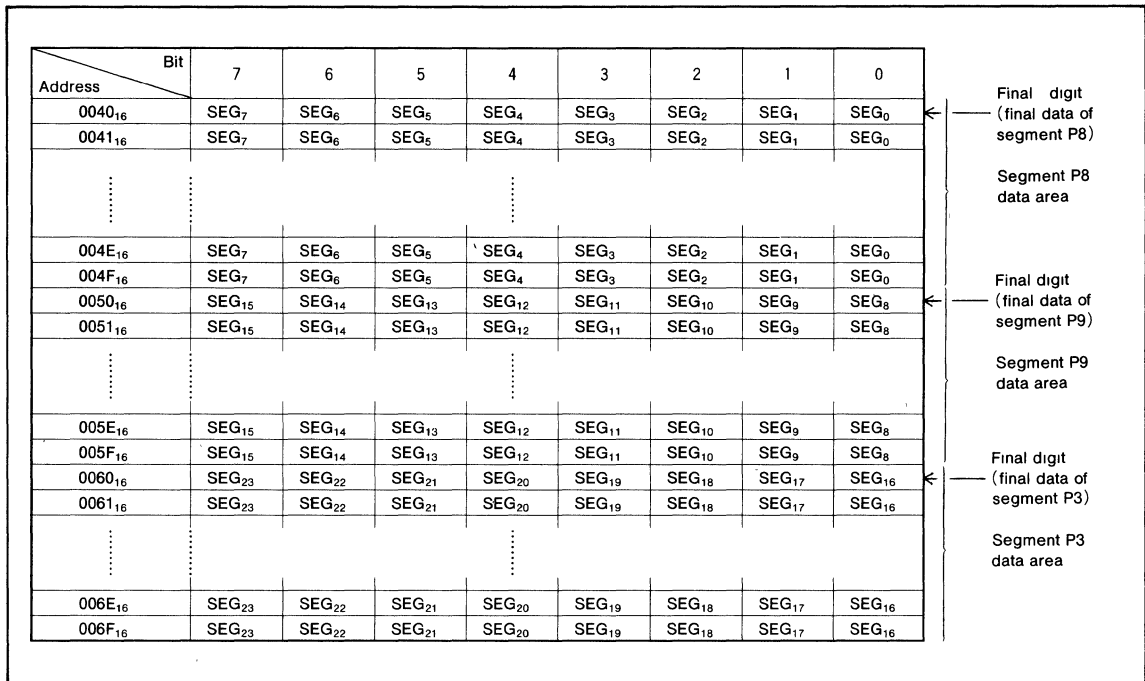 Bit
Address 7 6 5 4 3 2 1 0
0040₁₆ SEG₇ SEG₆ SEG₅ SEG₄ SEG₃ SEG₂ SEG₁ SEG₀
0041₁₆ SEG₇ SEG₆ SEG₅ SEG₄ SEG₃ SEG₂ SEG₁ SEG₀
004E₁₆ SEG₇ SEG₆ SEG₅ SEG₄ SEG₃ SEG₂ SEG₁ SEG₀
004F₁₆ SEG₇ SEG₆ SEG₅ SEG₄ SEG₃ SEG₂ SEG₁ SEG₀
0050₁₆ SEG₁₅ SEG₁₄ SEG₁₃ SEG₁₂ SEG₁₁ SEG₁₀ SEG₉ SEG₈
0051₁₆ SEG₁₅ SEG₁₄ SEG₁₃ SEG₁₂ SEG₁₁ SEG₁₀ SEG₉ SEG₈
005E₁₆ SEG₁₅ SEG₁₄ SEG₁₃ SEG₁₂ SEG₁₁ SEG₁₀ SEG₉ SEG₈
005F₁₆ SEG₁₅ SEG₁₄ SEG₁₃ SEG₁₂ SEG₁₁ SEG₁₀ SEG₉ SEG₈
0060₁₆ SEG₂₃ SEG₂₂ SEG₂₁ SEG₂₀ SEG₁₉ SEG₁₈ SEG₁₇ SEG₁₆
0061₁₆ SEG₂₃ SEG₂₂ SEG₂₁ SEG₂₀ SEG₁₉ SEG₁₈ SEG₁₇ SEG₁₆
006E₁₆ SEG₂₃ SEG₂₂ SEG₂₁ SEG₂₀ SEG₁₉ SEG₁₈ SEG₁₇ SEG₁₆
006F₁₆ SEG₂₃ SEG₂₂ SEG₂₁ SEG₂₀ SEG₁₉ SEG₁₈ SEG₁₇ SEG₁₆
Final digit
(final data of
segment P8)
Segment P8
data area
Final digit
(final data of
segment P9)
Segment P9
data area
Final digit
(final data of
segment P3)
Segment P3
data area